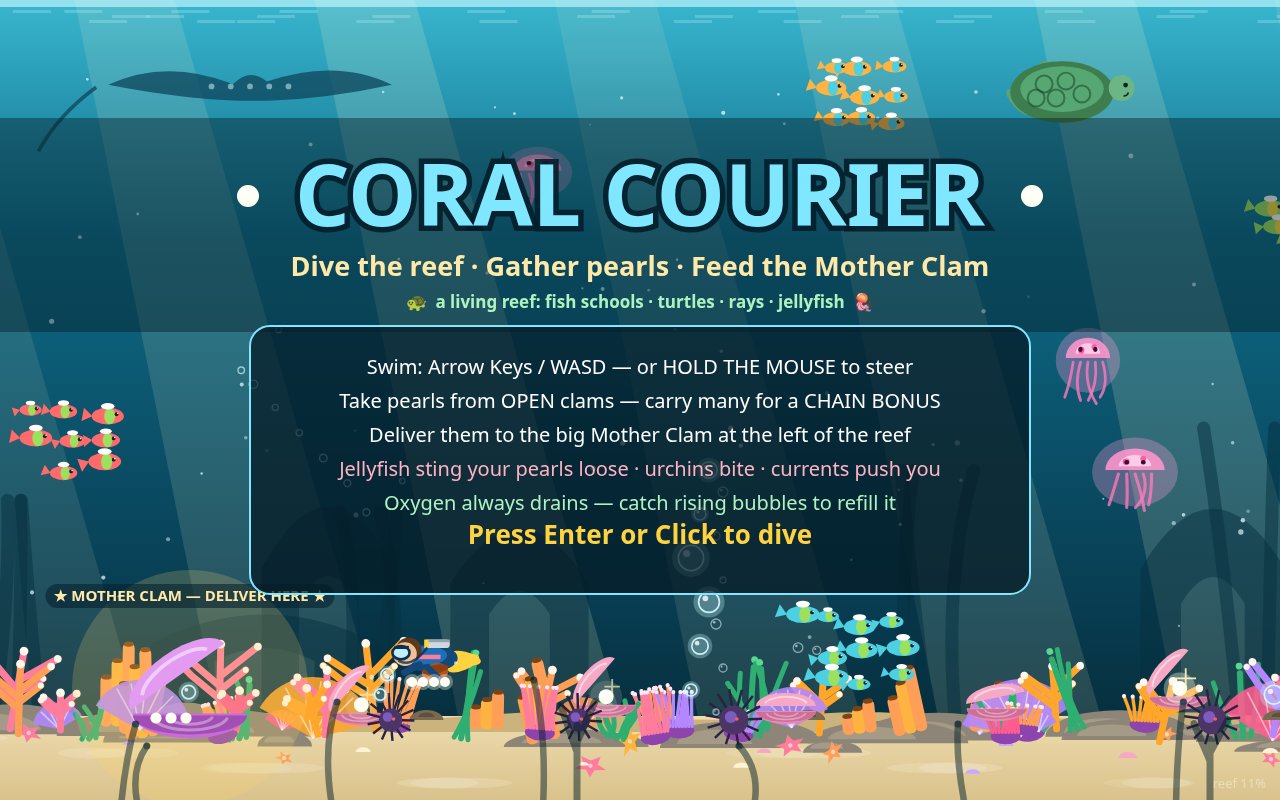 CORAL COURIER
Dive the reef · Gather pearls · Feed the Mother Clam
🐢 a living reef: fish schools · turtles · rays · jellyfish 🪼
Swim: Arrow Keys / WASD — or HOLD THE MOUSE to steer
Take pearls from OPEN clams — carry many for a CHAIN BONUS
Deliver them to the big Mother Clam at the left of the reef
Jellyfish sting your pearls loose · urchins bite · currents push you
Oxygen always drains — catch rising bubbles to refill it
Press Enter or Click to dive
★ MOTHER CLAM — DELIVER HERE ★
reef 11%